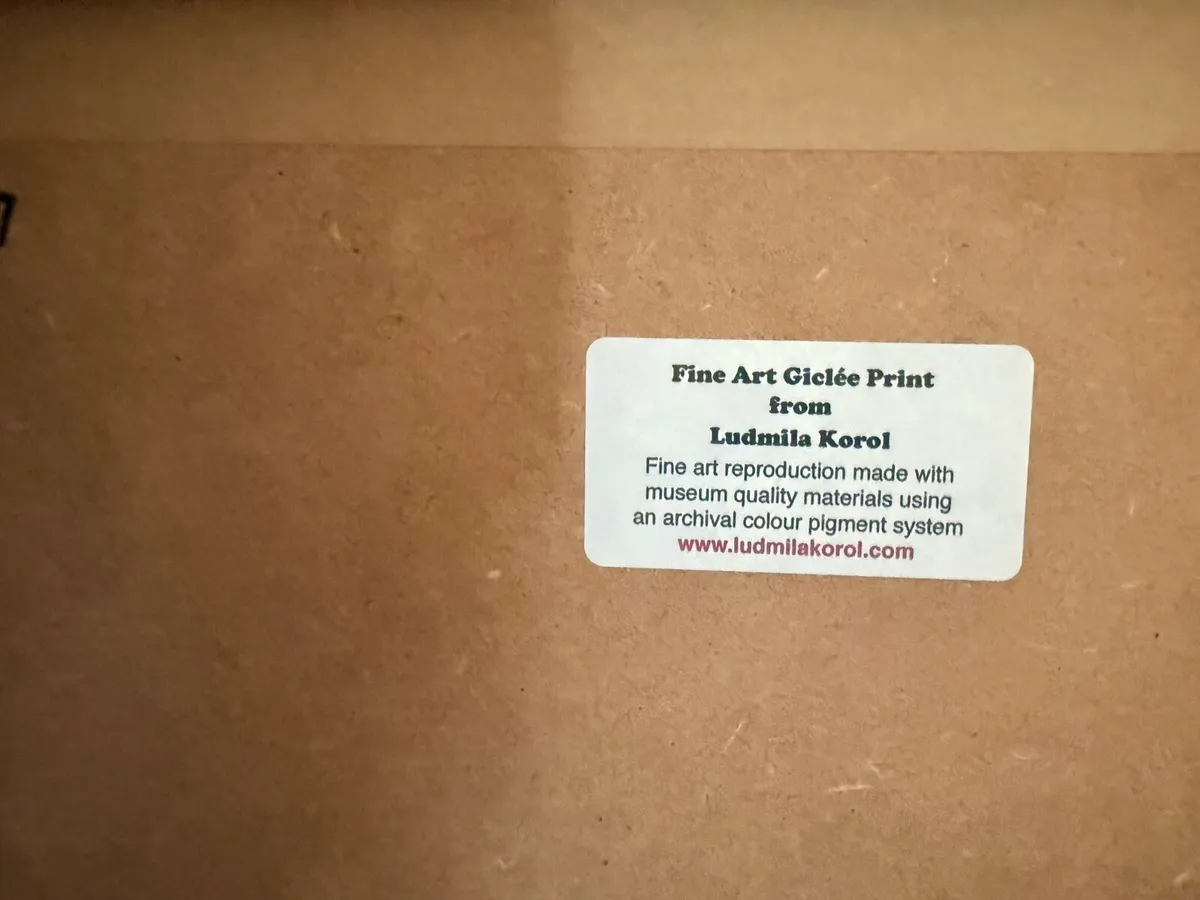 Fine Art Giclée Print
from
Ludmila Korol
Fine art reproduction made with
museum quality materials using
an archival colour pigment system
www.ludmilakorol.com